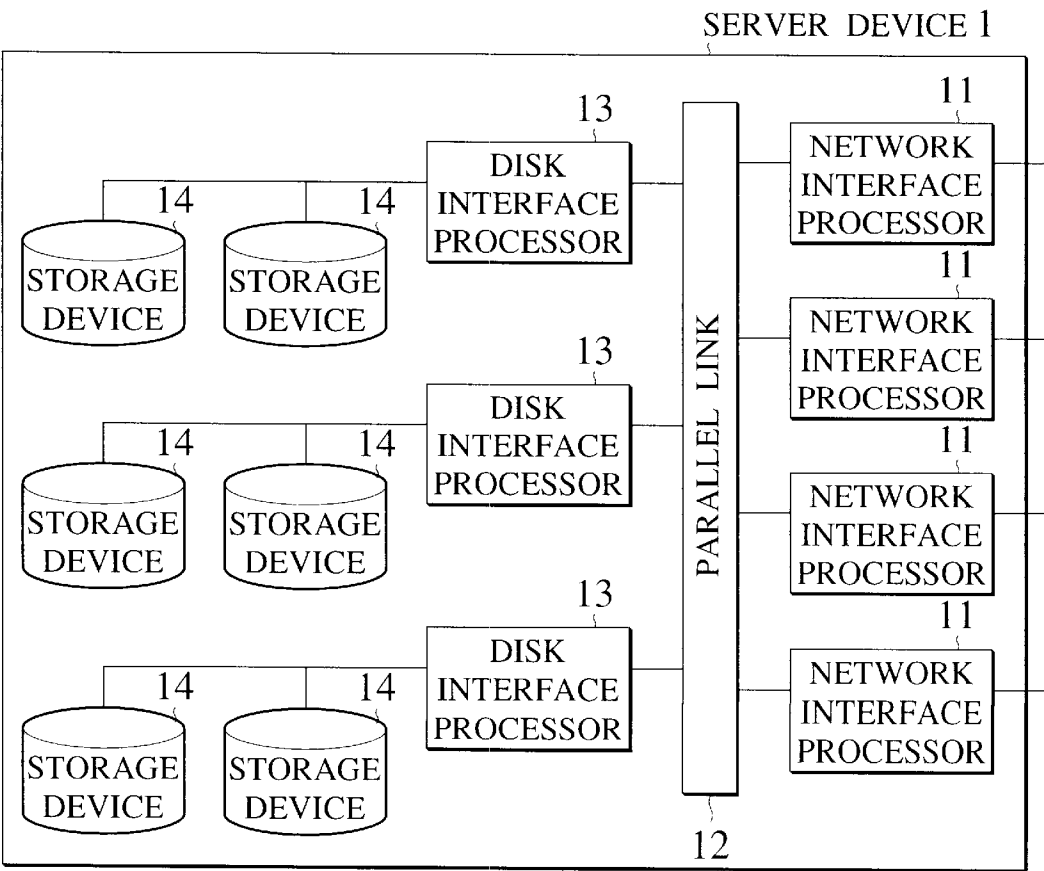 SERVER DEVICE 1
11
NETWORK
INTERFACE
PROCESSOR
13
DISK
INTERFACE
PROCESSOR
14
STORAGE
DEVICE
14
STORAGE
DEVICE
11
NETWORK
INTERFACE
PROCESSOR
13
DISK
INTERFACE
PROCESSOR
14
STORAGE
DEVICE
14
STORAGE
DEVICE
PARALLEL LINK
11
NETWORK
INTERFACE
PROCESSOR
13
DISK
INTERFACE
PROCESSOR
14
STORAGE
DEVICE
14
STORAGE
DEVICE
11
NETWORK
INTERFACE
PROCESSOR
12